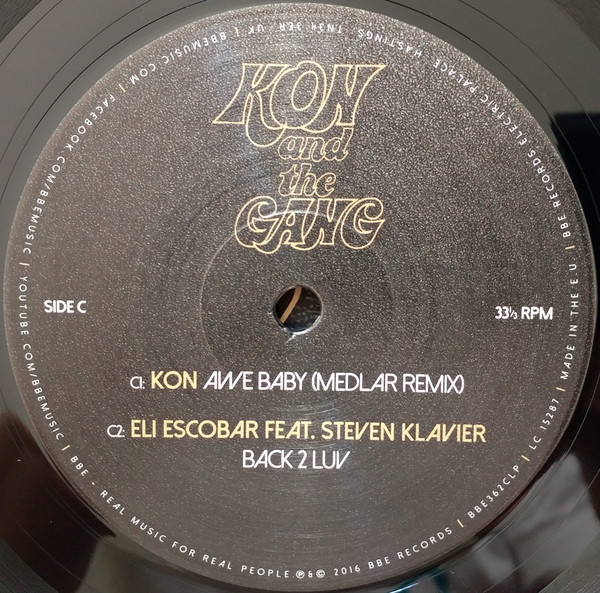 KON
and
the
GANG
SIDE C
33⅓ RPM
C1: KON AWE BABY (MEDLAR REMIX)
C2: ELI ESCOBAR FEAT. STEVEN KLAVIER
BACK 2 LUV
BBE RECORDS ELECTRIC PALACE HASTINGS TN34 3ER UK | BBEMUSIC.COM | FACEBOOK.COM/BBEMUSIC | YOUTUBE.COM/BBEMUSIC | BBE - REAL MUSIC FOR REAL PEOPLE. ℗&© 2016 BBE RECORDS | BBE362CLP | LC 15287 | MADE IN THE E.U |